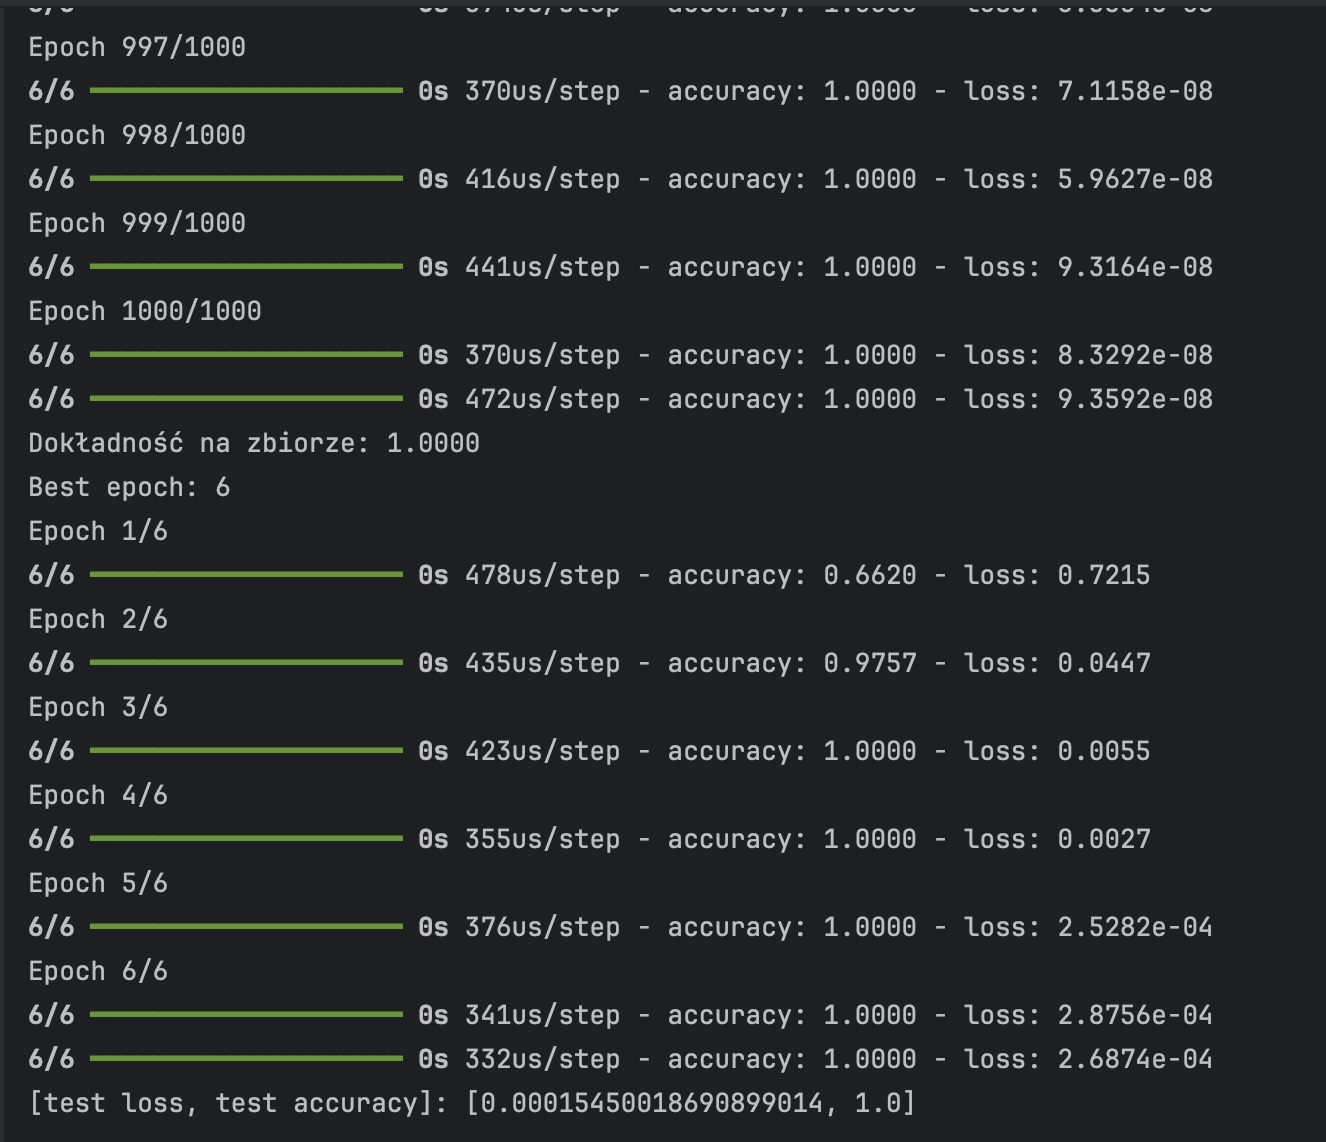 Epoch 997/1000
6/6 ━━━━━━━━━━━━━━━━━━━━ 0s 370us/step - accuracy: 1.0000 - loss: 7.1158e-08
Epoch 998/1000
6/6 ━━━━━━━━━━━━━━━━━━━━ 0s 416us/step - accuracy: 1.0000 - loss: 5.9627e-08
Epoch 999/1000
6/6 ━━━━━━━━━━━━━━━━━━━━ 0s 441us/step - accuracy: 1.0000 - loss: 9.3164e-08
Epoch 1000/1000
6/6 ━━━━━━━━━━━━━━━━━━━━ 0s 370us/step - accuracy: 1.0000 - loss: 8.3292e-08
6/6 ━━━━━━━━━━━━━━━━━━━━ 0s 472us/step - accuracy: 1.0000 - loss: 9.3592e-08
Dokładność na zbiorze: 1.0000
Best epoch: 6
Epoch 1/6
6/6 ━━━━━━━━━━━━━━━━━━━━ 0s 478us/step - accuracy: 0.6620 - loss: 0.7215
Epoch 2/6
6/6 ━━━━━━━━━━━━━━━━━━━━ 0s 435us/step - accuracy: 0.9757 - loss: 0.0447
Epoch 3/6
6/6 ━━━━━━━━━━━━━━━━━━━━ 0s 423us/step - accuracy: 1.0000 - loss: 0.0055
Epoch 4/6
6/6 ━━━━━━━━━━━━━━━━━━━━ 0s 355us/step - accuracy: 1.0000 - loss: 0.0027
Epoch 5/6
6/6 ━━━━━━━━━━━━━━━━━━━━ 0s 376us/step - accuracy: 1.0000 - loss: 2.5282e-04
Epoch 6/6
6/6 ━━━━━━━━━━━━━━━━━━━━ 0s 341us/step - accuracy: 1.0000 - loss: 2.8756e-04
6/6 ━━━━━━━━━━━━━━━━━━━━ 0s 332us/step - accuracy: 1.0000 - loss: 2.6874e-04
[test loss, test accuracy]: [0.00015450018690899014, 1.0]